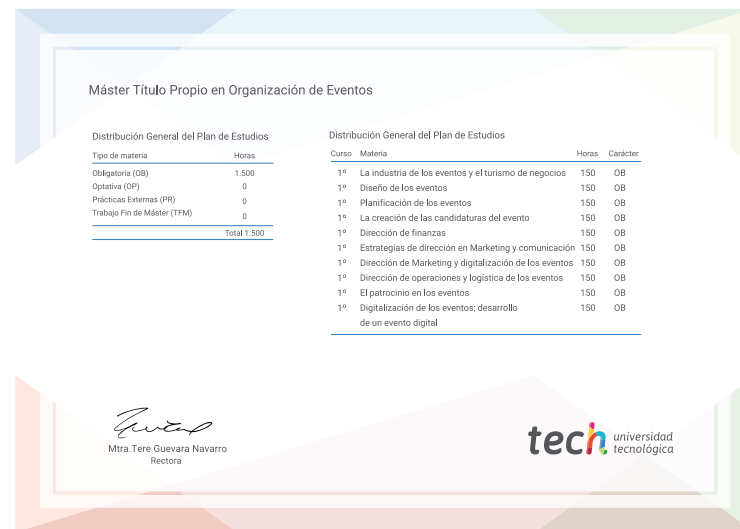 Máster Título Propio en Organización de Eventos
Distribución General del Plan de Estudios
Tipo de materia Horas
Obligatoria (OB) 1.500
Optativa (OP) 0
Prácticas Externas (PR) 0
Trabajo Fin de Máster (TFM) 0
Total 1.500
Distribución General del Plan de Estudios
Curso Materia Horas Carácter
1º La industria de los eventos y el turismo de negocios 150 OB
1º Diseño de los eventos 150 OB
1º Planificación de los eventos 150 OB
1º La creación de las candidaturas del evento 150 OB
1º Dirección de finanzas 150 OB
1º Estrategias de dirección en Marketing y comunicación 150 OB
1º Dirección de Marketing y digitalización de los eventos 150 OB
1º Dirección de operaciones y logística de los eventos 150 OB
1º El patrocinio en los eventos 150 OB
1º Digitalización de los eventos; desarrollo 150 OB
de un evento digital
Mtra.Tere Guevara Navarro
Rectora
tech universidad
tecnológica